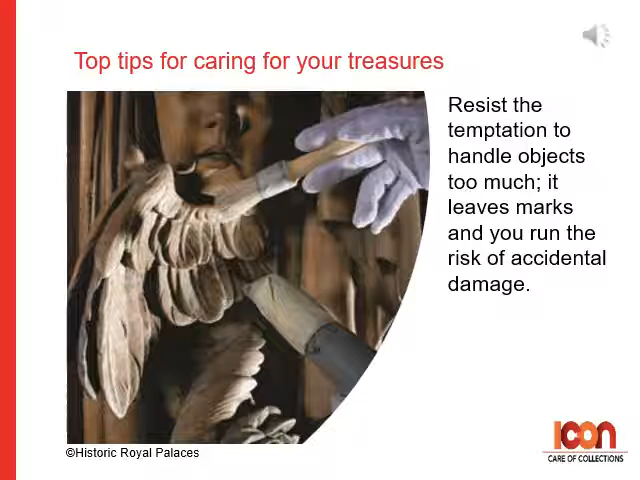 Top tips for caring for your treasures
Resist the
temptation to
handle objects
too much; it
leaves marks
and you run the
risk of accidental
damage.
©Historic Royal Palaces
icon
CARE OF COLLECTIONS